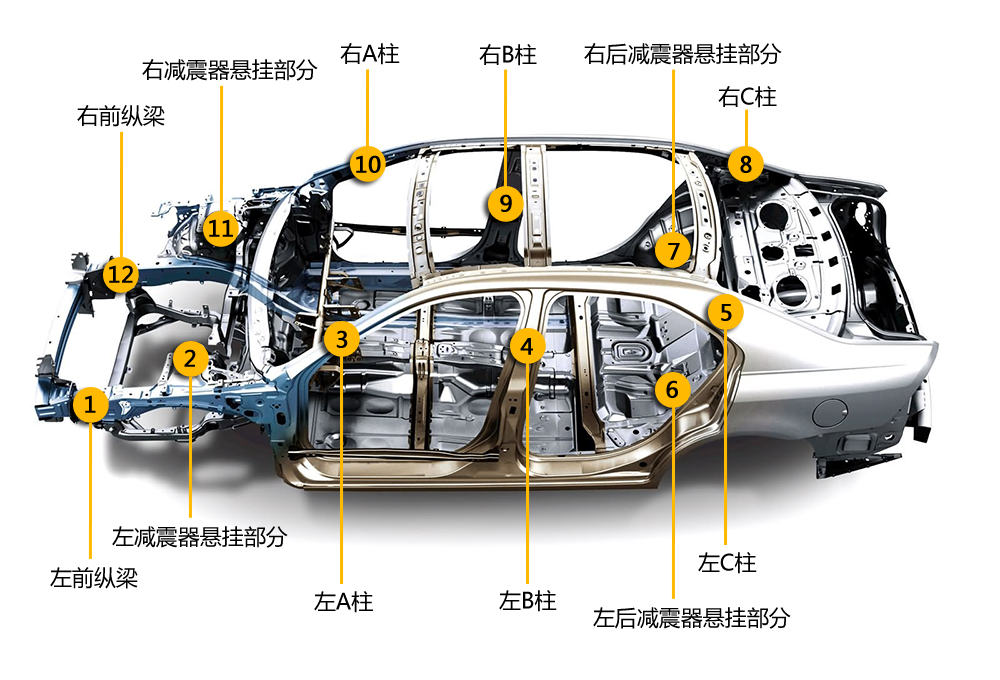 右A柱
右B柱
右后减震器悬挂部分
右减震器悬挂部分
右C柱
右前纵梁
10
8
9
11
7
12
5
3
4
2
6
1
左减震器悬挂部分
左C柱
左前纵梁
左A柱
左B柱
左后减震器悬挂部分